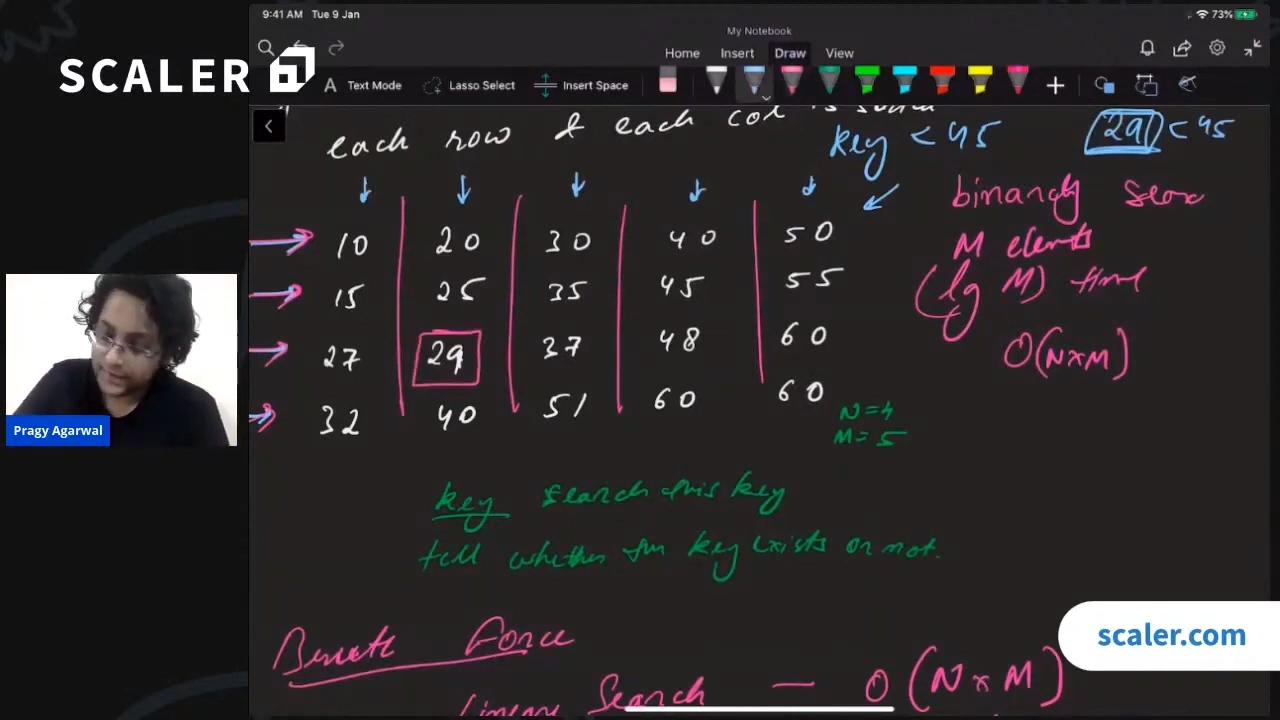 9:41 AM Tue 9 Jan
73%
SCALER
My Notebook
Home Insert Draw View
Text Mode Lasso Select Insert Space
each row & each col is
key < 45
29 < 45
binary sear
M elements
(lg M) time
O(N×M)
10 20 30 40 50
15 25 35 45 55
27 29 37 48 60
32 40 51 60 60
N=4
M=5
Pragy Agarwal
key search this key
tell whether the key exists or not.
scaler.com
Brute Force
Linear Search — O(N×M)